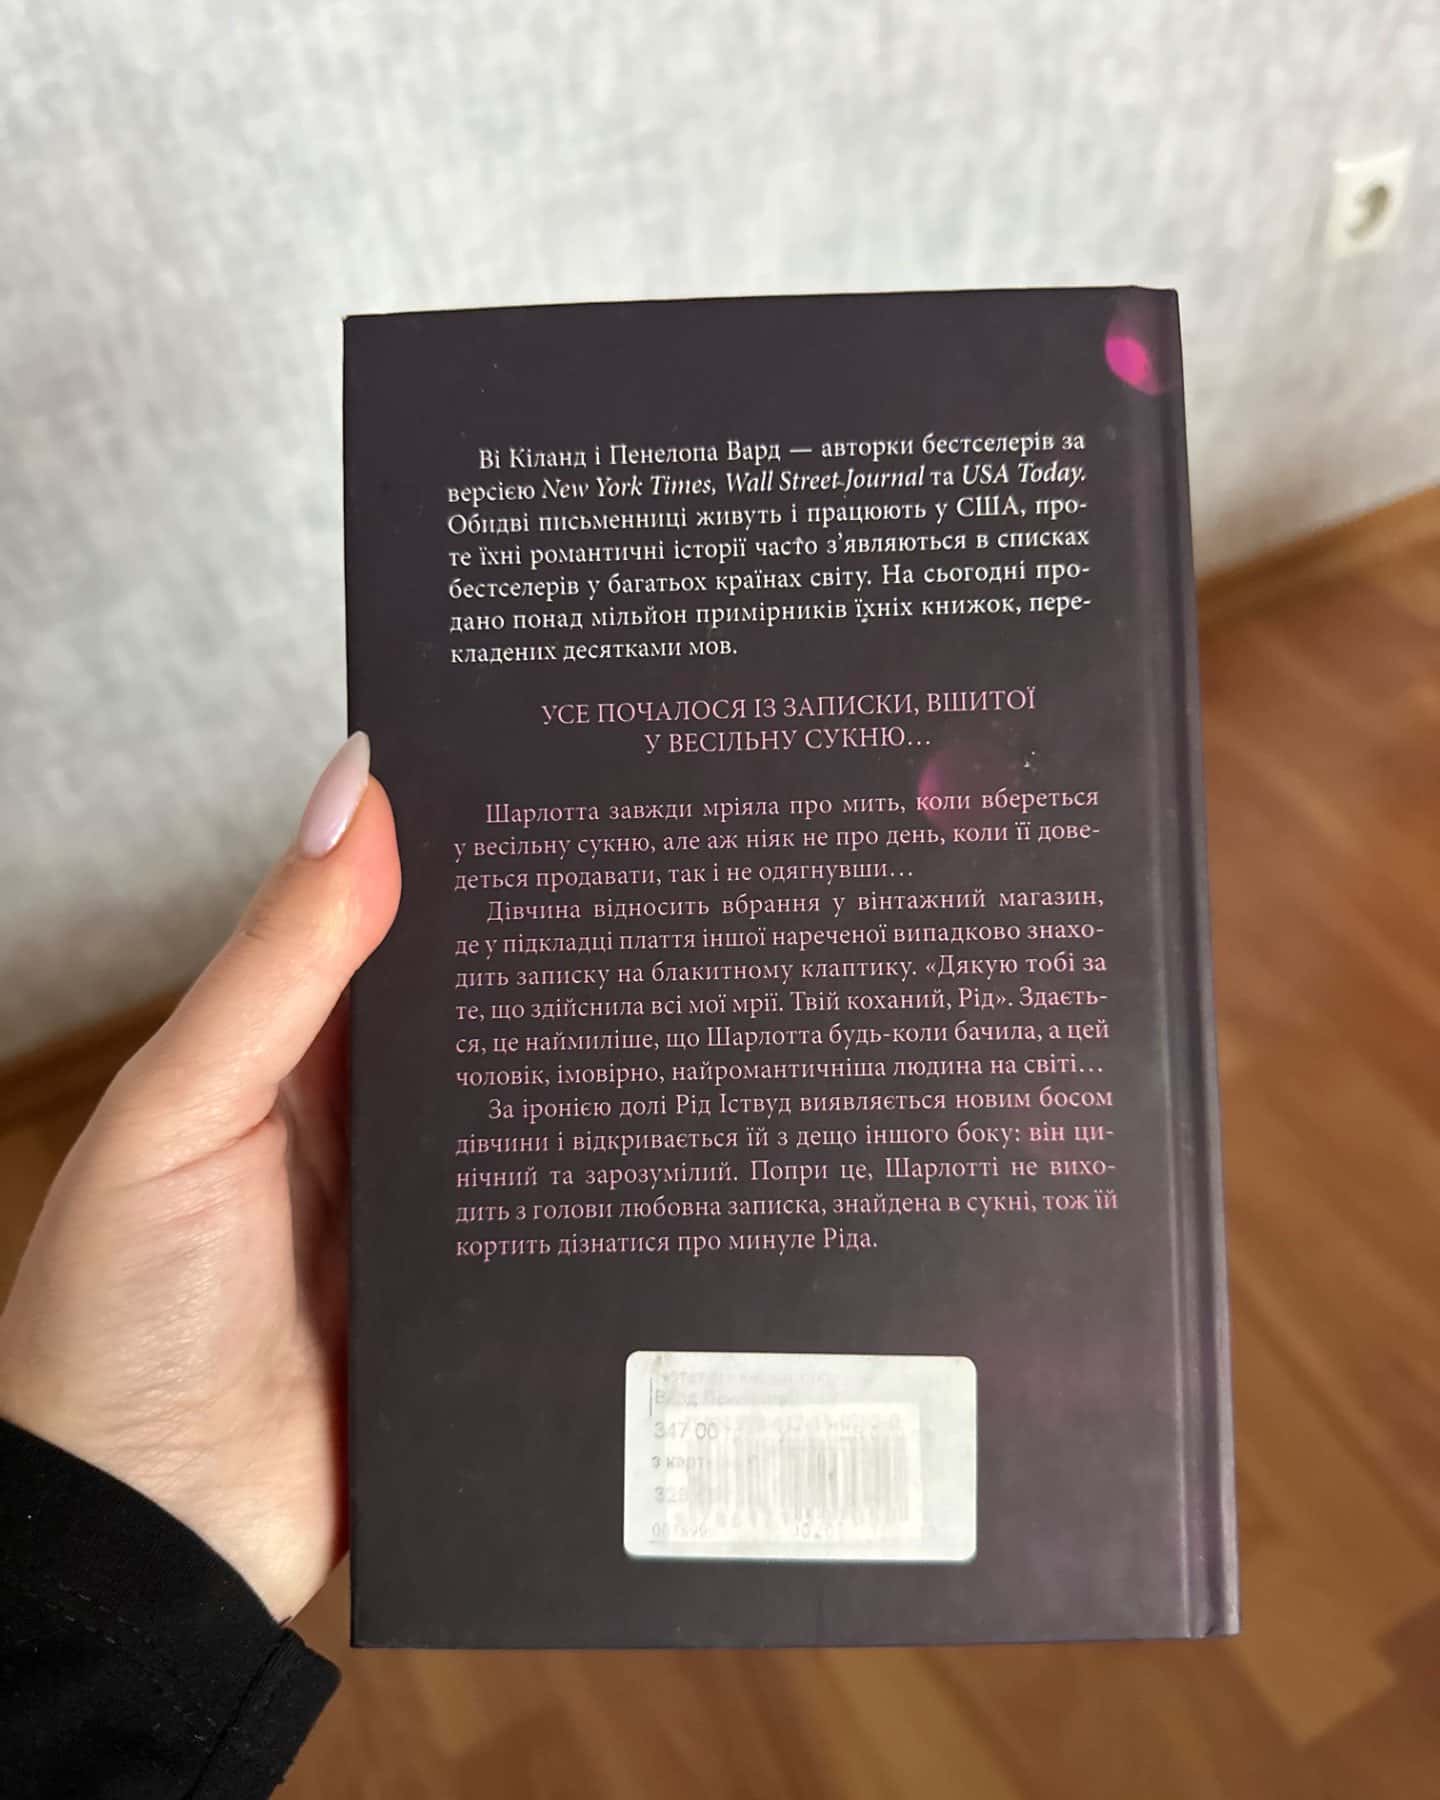 Ві Кіланд і Пенелопа Вард — авторки бестселерів за
версією New York Times, Wall Street Journal та USA Today.
Обидві письменниці живуть і працюють у США, про-
те їхні романтичні історії часто з’являються в списках
бестселерів у багатьох країнах світу. На сьогодні про-
дано понад мільйон примірників їхніх книжок, пере-
кладених десятками мов.
УСЕ ПОЧАЛОСЯ ІЗ ЗАПИСКИ, ВШИТОЇ
У ВЕСІЛЬНУ СУКНЮ...
Шарлотта завжди мріяла про мить, коли вбереться
у весільну сукню, але аж ніяк не про день, коли її дове-
деться продавати, так і не одягнувши...
Дівчина відносить вбрання у вінтажний магазин,
де у підкладці плаття іншої нареченої випадково знахо-
дить записку на блакитному клаптику. «Дякую тобі за
те, що здійснила всі мої мрії. Твій коханий, Рід». Здаєть-
ся, це наймиліше, що Шарлотта будь-коли бачила, а цей
чоловік, імовірно, найромантичніша людина на світі...
За іронією долі Рід Іствуд виявляється новим босом
дівчини і відкривається їй з дещо іншого боку: він ци-
нічний та зарозумілий. Попри це, Шарлотті не вихо-
дить з голови любовна записка, знайдена в сукні, тож їй
кортить дізнатися про минуле Ріда.
347 00